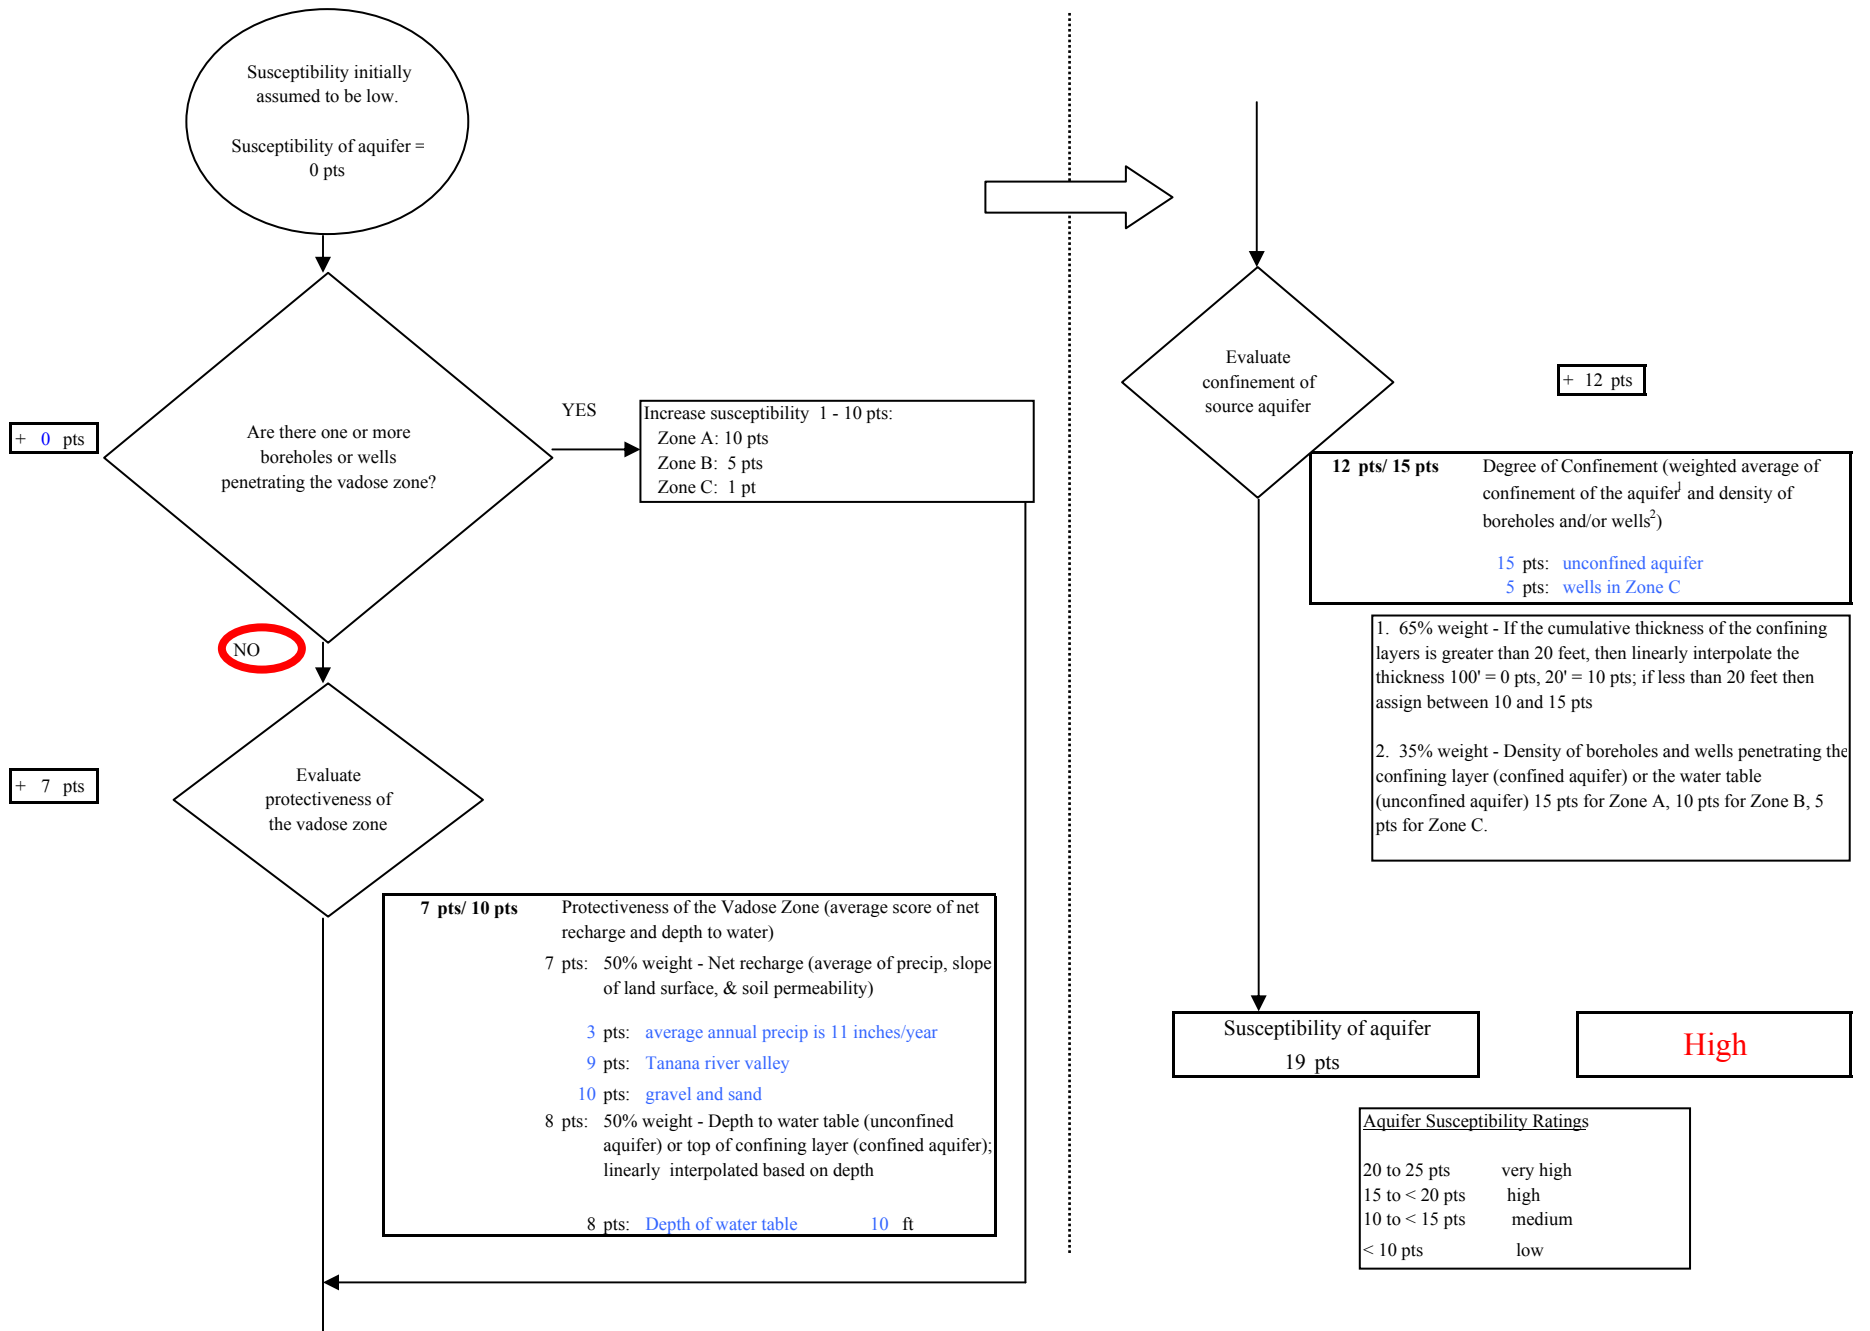 Susceptibility initially
assumed to be low.
Susceptibility of aquifer =
0 pts
+ 0 pts
Are there one or more
boreholes or wells
penetrating the vadose zone?
YES
Increase susceptibility 1 - 10 pts:
Zone A: 10 pts
Zone B: 5 pts
Zone C: 1 pt
NO
+ 7 pts
Evaluate
protectiveness of
the vadose zone
7 pts/ 10 pts Protectiveness of the Vadose Zone (average score of net
recharge and depth to water)
7 pts: 50% weight - Net recharge (average of precip, slope
of land surface, & soil permeability)
3 pts: average annual precip is 11 inches/year
9 pts: Tanana river valley
10 pts: gravel and sand
8 pts: 50% weight - Depth to water table (unconfined
aquifer) or top of confining layer (confined aquifer);
linearly interpolated based on depth
8 pts: Depth of water table 10 ft
Evaluate
confinement of
source aquifer
+ 12 pts
12 pts/ 15 pts Degree of Confinement (weighted average of
confinement of the aquifer1 and density of
boreholes and/or wells2)
15 pts: unconfined aquifer
5 pts: wells in Zone C
1. 65% weight - If the cumulative thickness of the confining
layers is greater than 20 feet, then linearly interpolate the
thickness 100' = 0 pts, 20' = 10 pts; if less than 20 feet then
assign between 10 and 15 pts
2. 35% weight - Density of boreholes and wells penetrating the
confining layer (confined aquifer) or the water table
(unconfined aquifer) 15 pts for Zone A, 10 pts for Zone B, 5
pts for Zone C.
Susceptibility of aquifer
19 pts
High
Aquifer Susceptibility Ratings
20 to 25 pts very high
15 to < 20 pts high
10 to < 15 pts medium
< 10 pts low